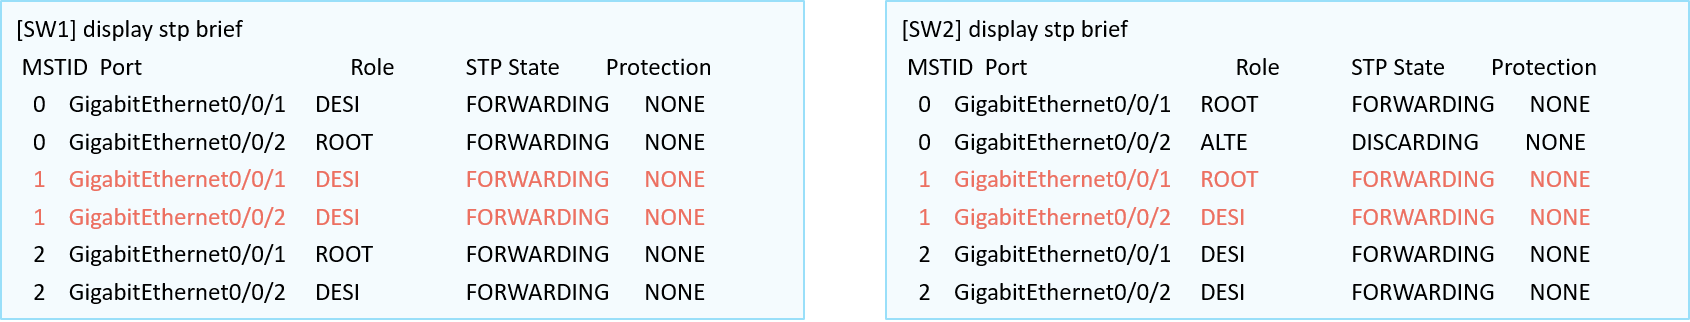 [SW1] display stp brief
MSTID Port Role STP State Protection
0 GigabitEthernet0/0/1 DESI FORWARDING NONE
0 GigabitEthernet0/0/2 ROOT FORWARDING NONE
1 GigabitEthernet0/0/1 DESI FORWARDING NONE
1 GigabitEthernet0/0/2 DESI FORWARDING NONE
2 GigabitEthernet0/0/1 ROOT FORWARDING NONE
2 GigabitEthernet0/0/2 DESI FORWARDING NONE
[SW2] display stp brief
MSTID Port Role STP State Protection
0 GigabitEthernet0/0/1 ROOT FORWARDING NONE
0 GigabitEthernet0/0/2 ALTE DISCARDING NONE
1 GigabitEthernet0/0/1 ROOT FORWARDING NONE
1 GigabitEthernet0/0/2 DESI FORWARDING NONE
2 GigabitEthernet0/0/1 DESI FORWARDING NONE
2 GigabitEthernet0/0/2 DESI FORWARDING NONE